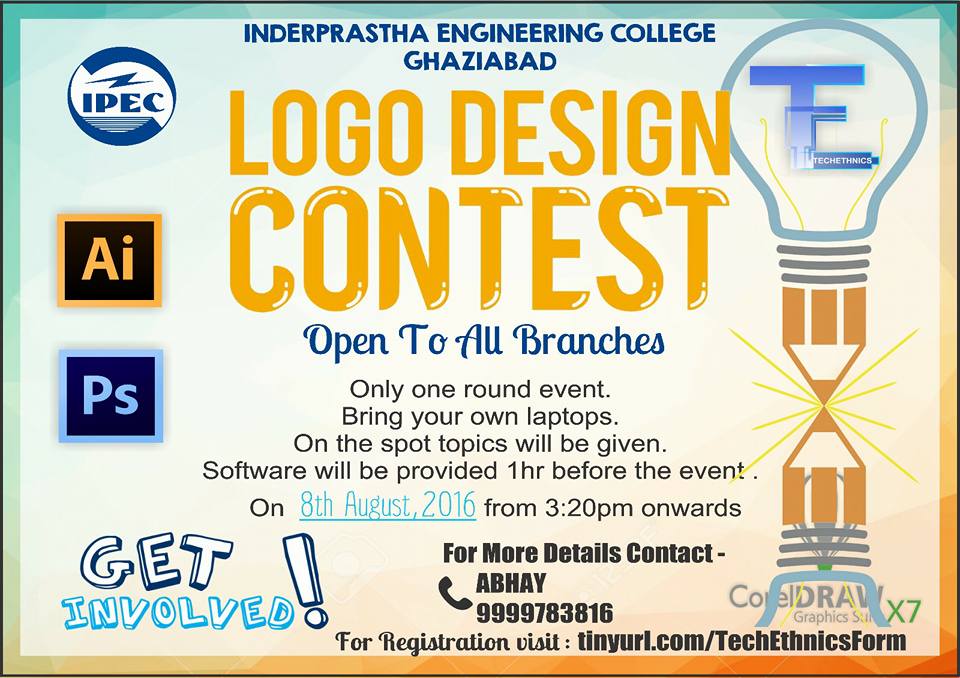 INDERPRASTHA ENGINEERING COLLEGE
GHAZIABAD
IPEC
LOGO DESIGN
CONTEST
TE
TECHETHNICS
Ai
Ps
Open To All Branches
Only one round event.
Bring your own laptops.
On the spot topics will be given.
Software will be provided 1hr before the event .
On 8th August,2016 from 3:20pm onwards
GET
INVOLVED!
For More Details Contact -
ABHAY
9999783816
CorelDRAW
Graphics Suite X7
For Registration visit : tinyurl.com/TechEthnicsForm